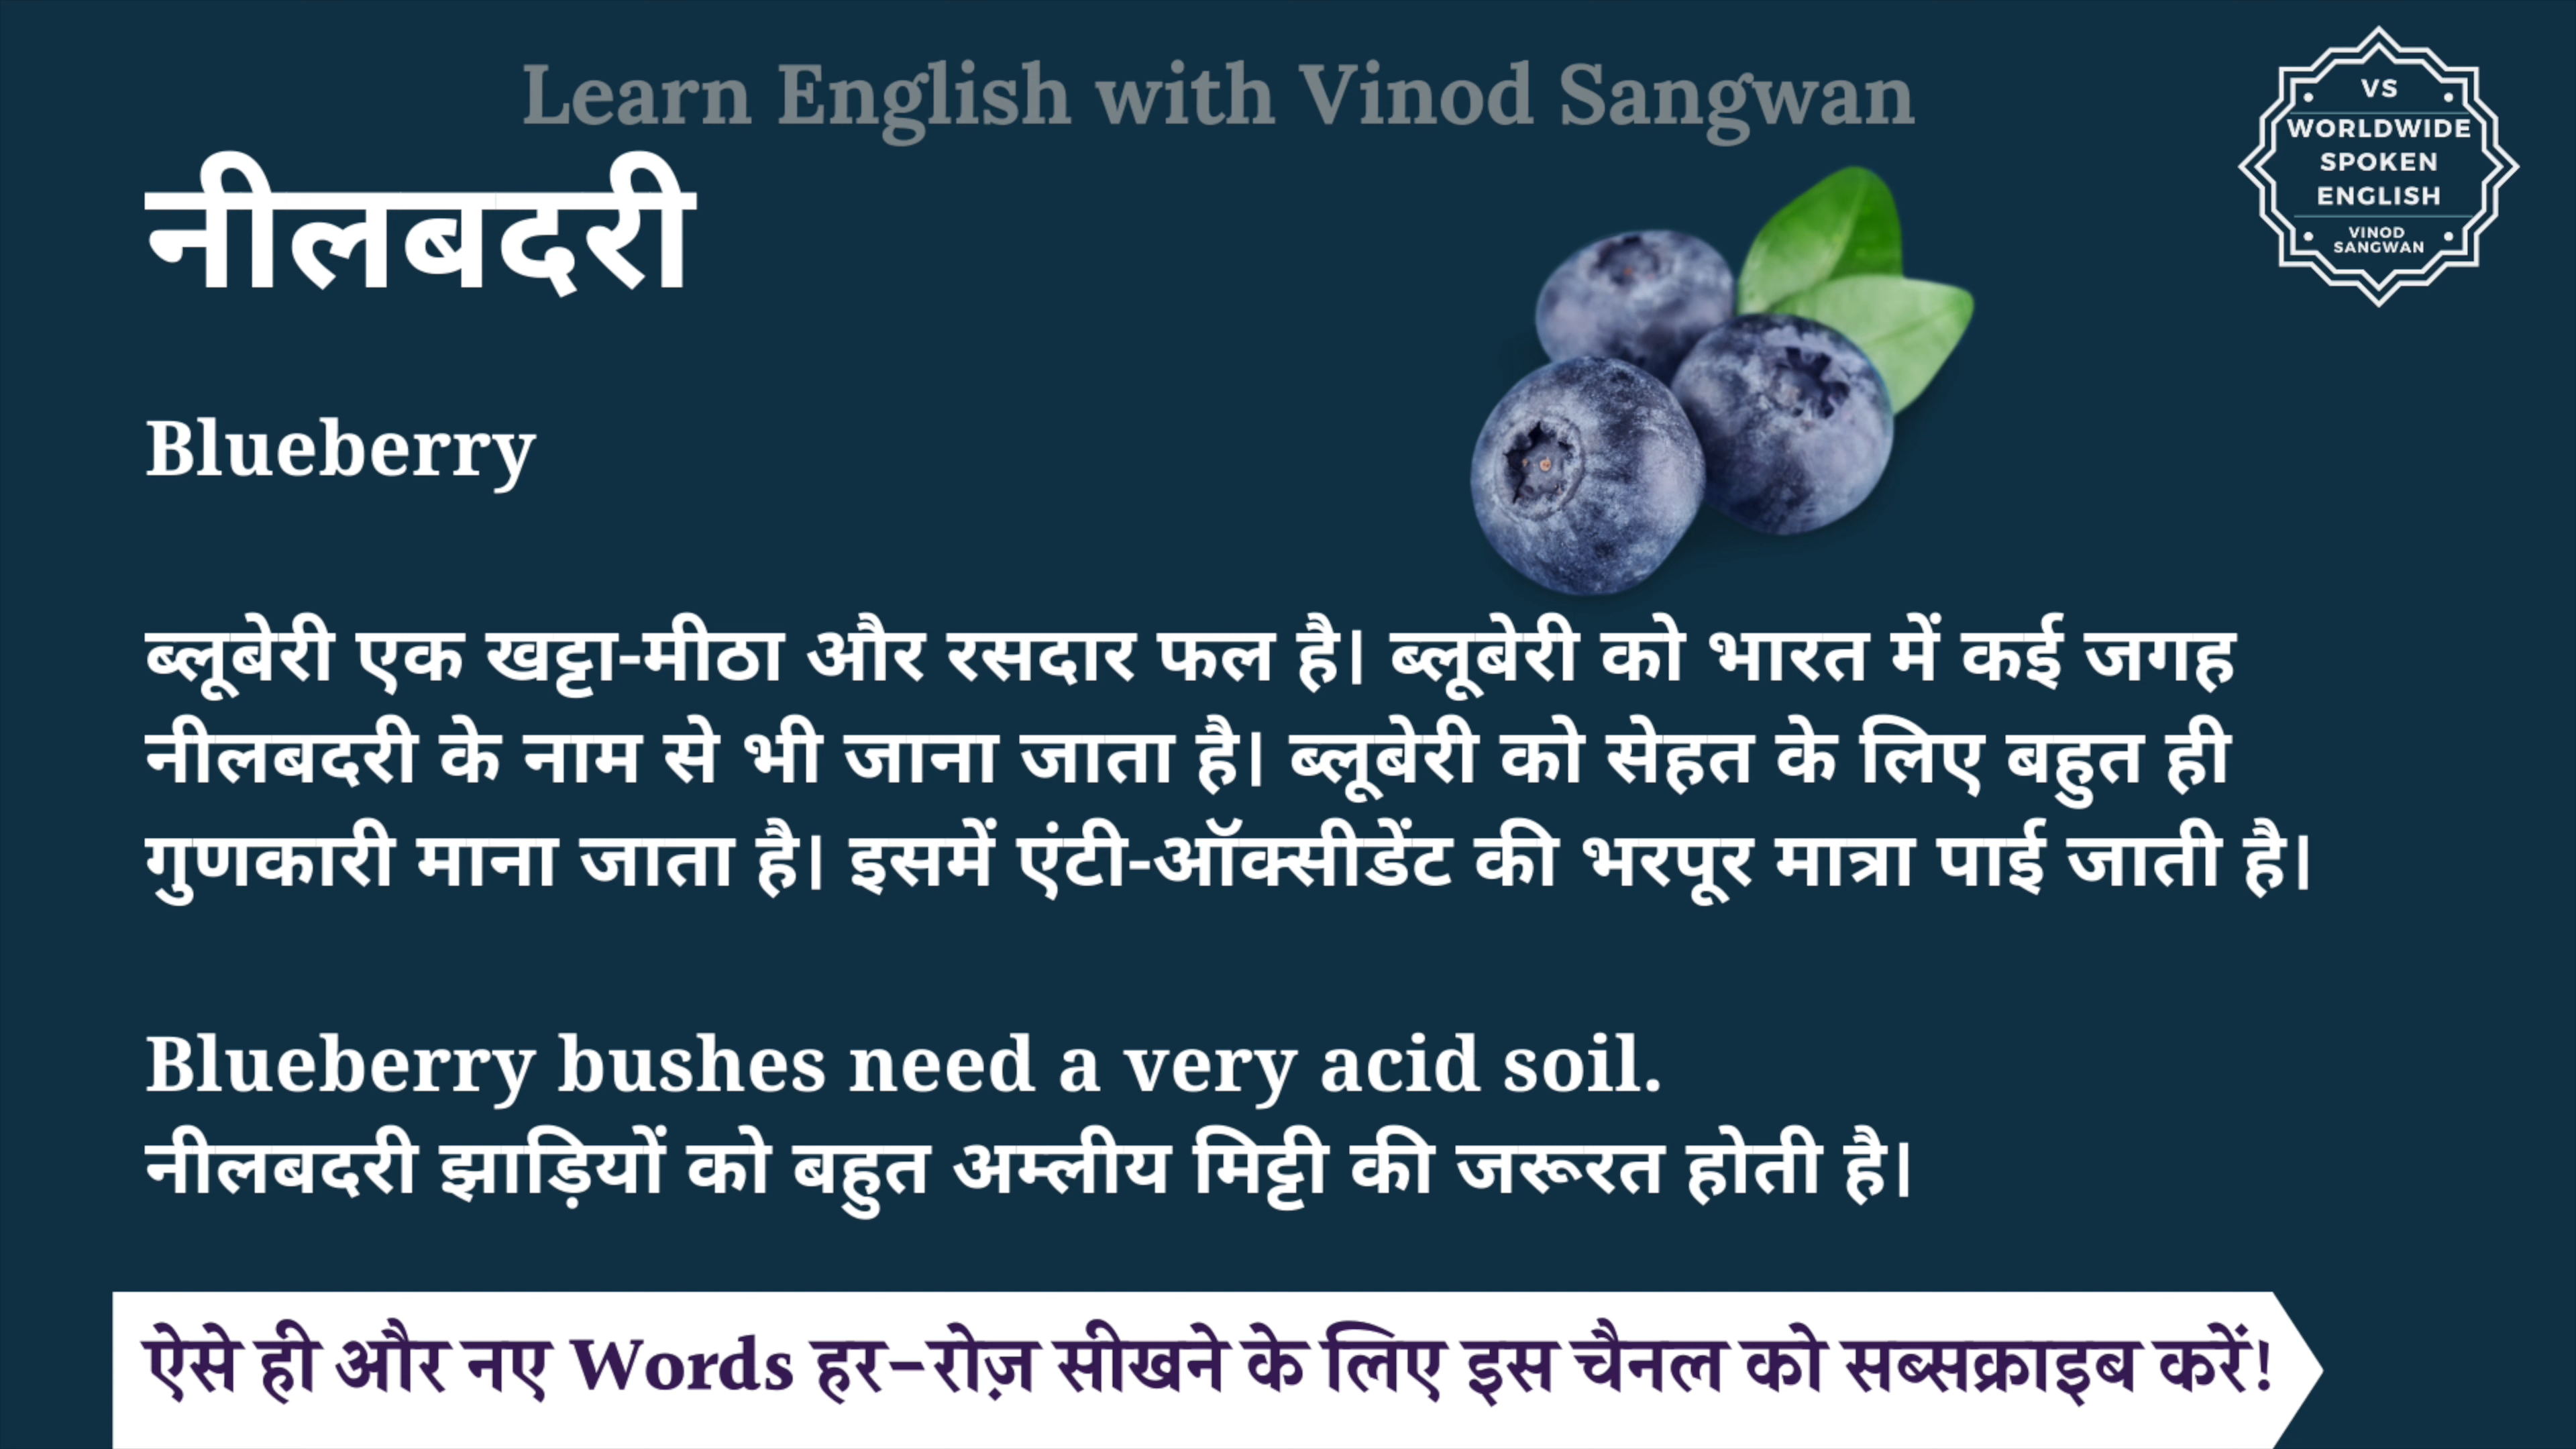 Learn English with Vinod Sangwan
VS
WORLDWIDE
SPOKEN
ENGLISH
VINOD
SANGWAN
नीलबदरी
Blueberry
ब्लूबेरी एक खट्टा-मीठा और रसदार फल है। ब्लूबेरी को भारत में कई जगह
नीलबदरी के नाम से भी जाना जाता है। ब्लूबेरी को सेहत के लिए बहुत ही
गुणकारी माना जाता है। इसमें एंटी-ऑक्सीडेंट की भरपूर मात्रा पाई जाती है।
Blueberry bushes need a very acid soil.
नीलबदरी झाड़ियों को बहुत अम्लीय मिट्टी की जरूरत होती है।
ऐसे ही और नए Words हर-रोज़ सीखने के लिए इस चैनल को सब्सक्राइब करें!